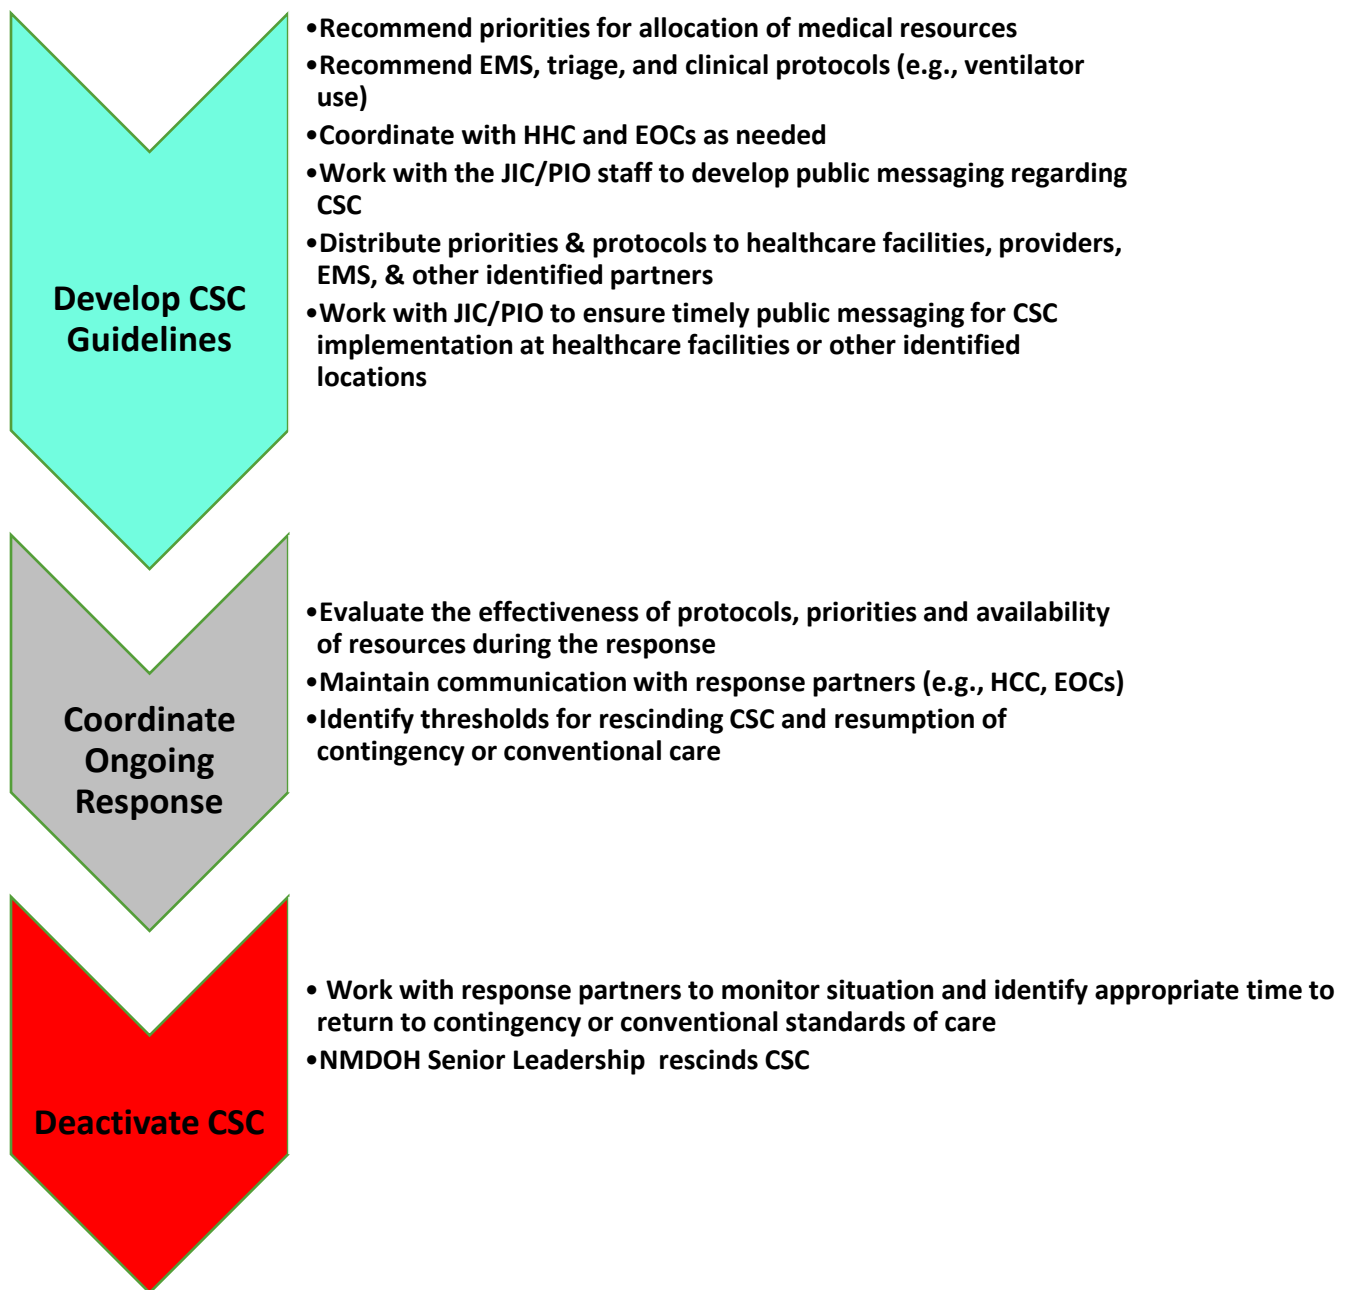 •Recommend priorities for allocation of medical resources
•Recommend EMS, triage, and clinical protocols (e.g., ventilator
use)
•Coordinate with HHC and EOCs as needed
•Work with the JIC/PIO staff to develop public messaging regarding
CSC
•Distribute priorities & protocols to healthcare facilities, providers,
EMS, & other identified partners
•Work with JIC/PIO to ensure timely public messaging for CSC
implementation at healthcare facilities or other identified
locations
Develop CSC
Guidelines
•Evaluate the effectiveness of protocols, priorities and availability
of resources during the response
•Maintain communication with response partners (e.g., HCC, EOCs)
•Identify thresholds for rescinding CSC and resumption of
contingency or conventional care
Coordinate
Ongoing
Response
• Work with response partners to monitor situation and identify appropriate time to
return to contingency or conventional standards of care
•NMDOH Senior Leadership  rescinds CSC
Deactivate CSC